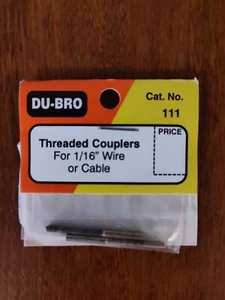 DU-BRO
Cat. No.
111
PRICE
Threaded Couplers
For 1/16" Wire
or Cable